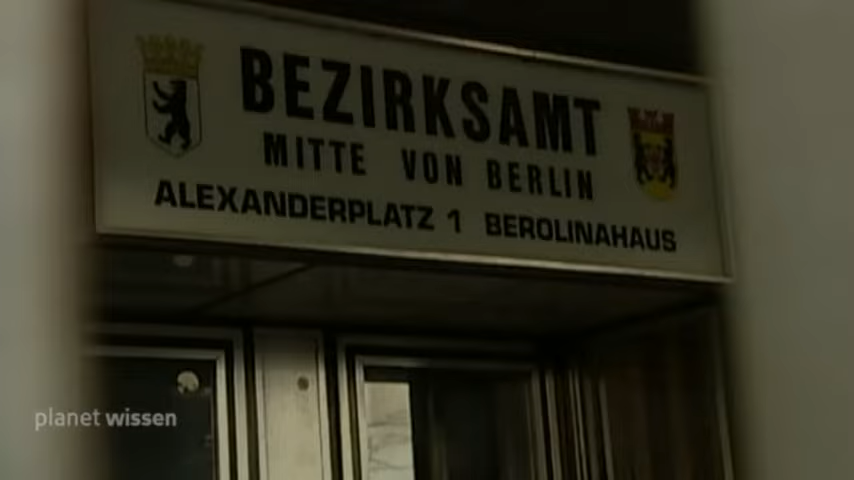 BEZIRKSAMT
MITTE VON BERLIN
ALEXANDERPLATZ 1 BEROLINAHAUS
planet wissen